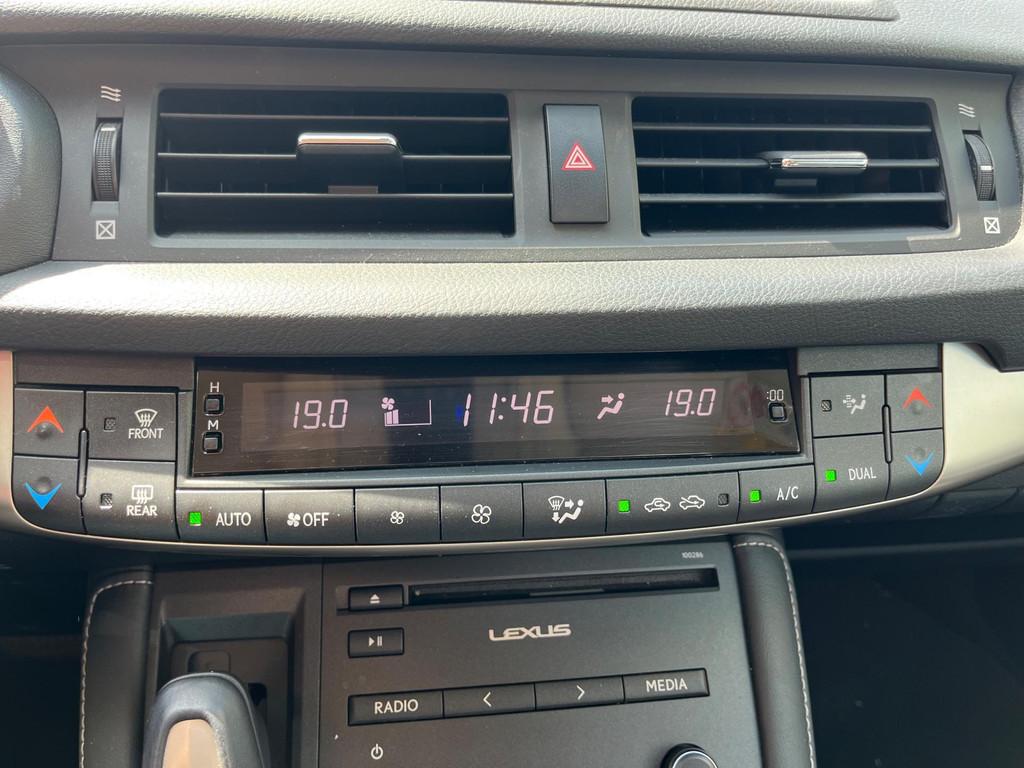 H
M
19.0 11:46 19.0 :00
FRONT
REAR
AUTO OFF A/C DUAL
100286
LEXUS
RADIO < > MEDIA